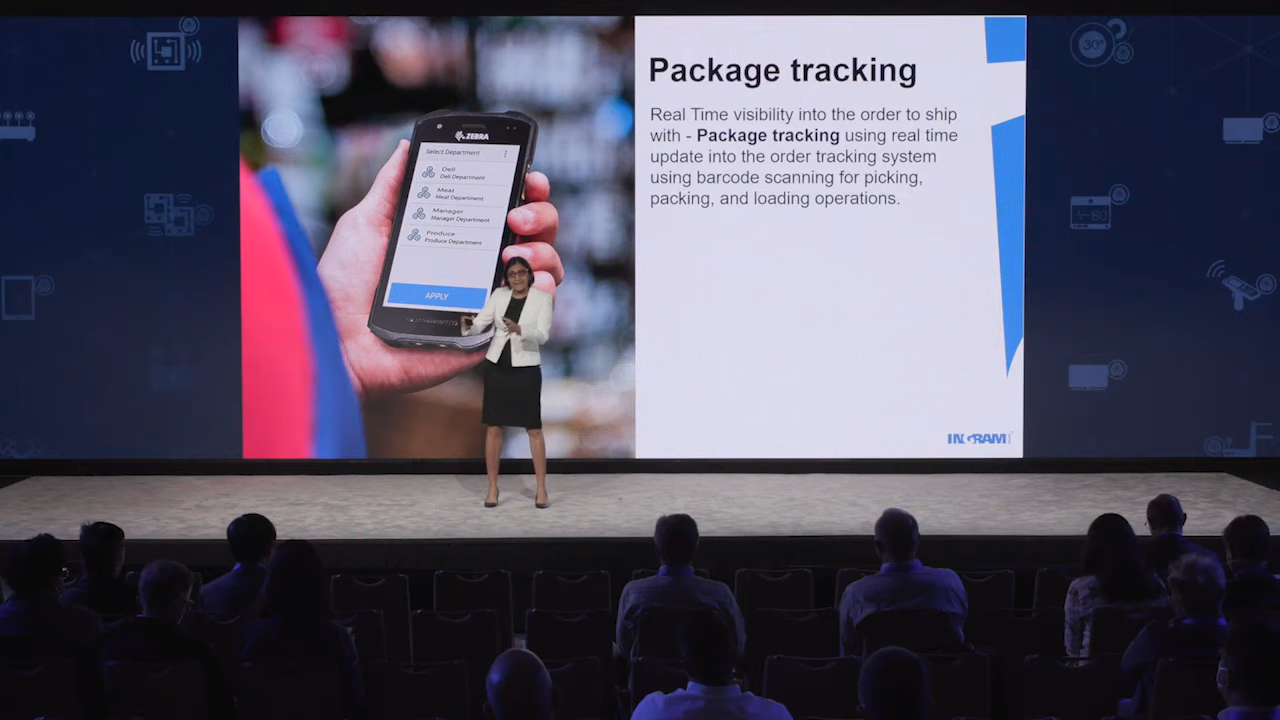 ZEBRA
Select Department
Deli
Deli Department
Meat
Meat Department
Manager
Manager Department
Produce
Produce Department
APPLY
Package tracking
Real Time visibility into the order to ship
with - Package tracking using real time
update into the order tracking system
using barcode scanning for picking,
packing, and loading operations.
INGRAM
30°